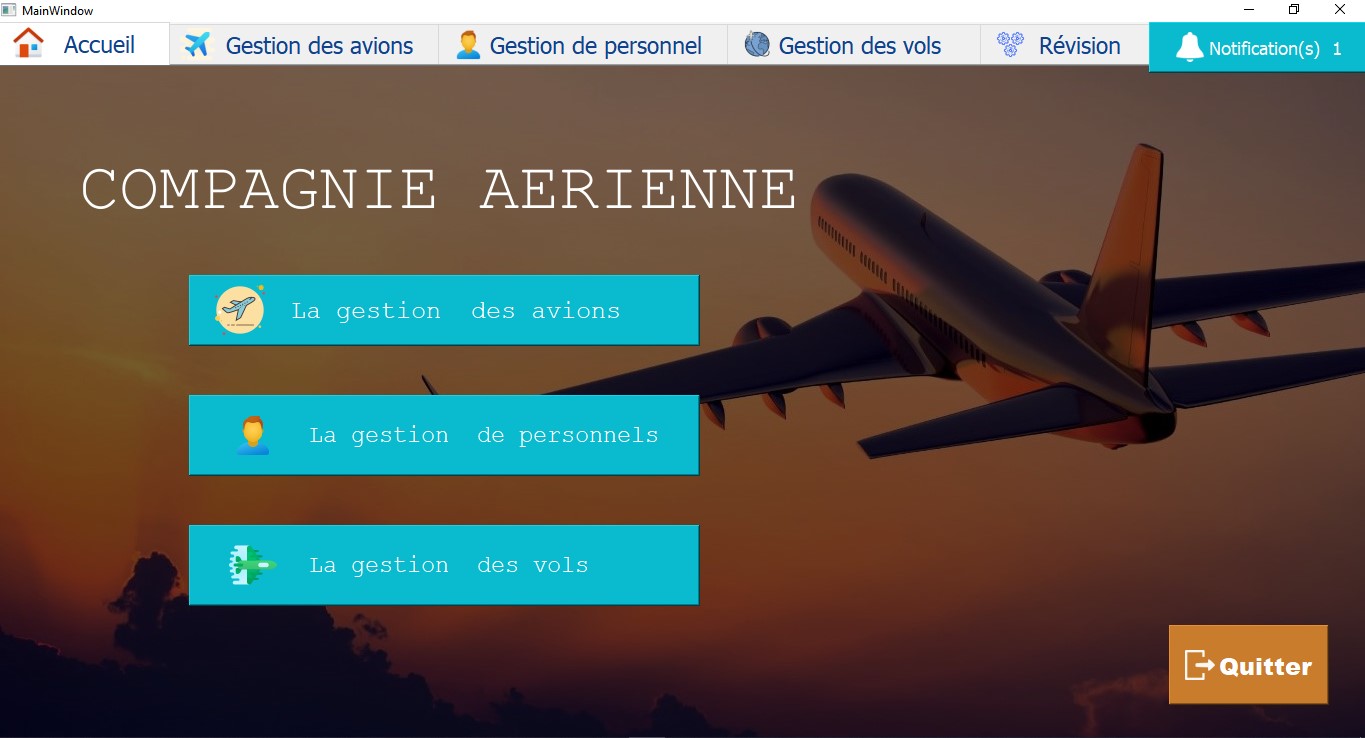 MainWindow
Accueil Gestion des avions Gestion de personnel Gestion des vols Révision Notification(s) 1
COMPAGNIE AERIENNE
La gestion des avions
La gestion de personnels
La gestion des vols
Quitter